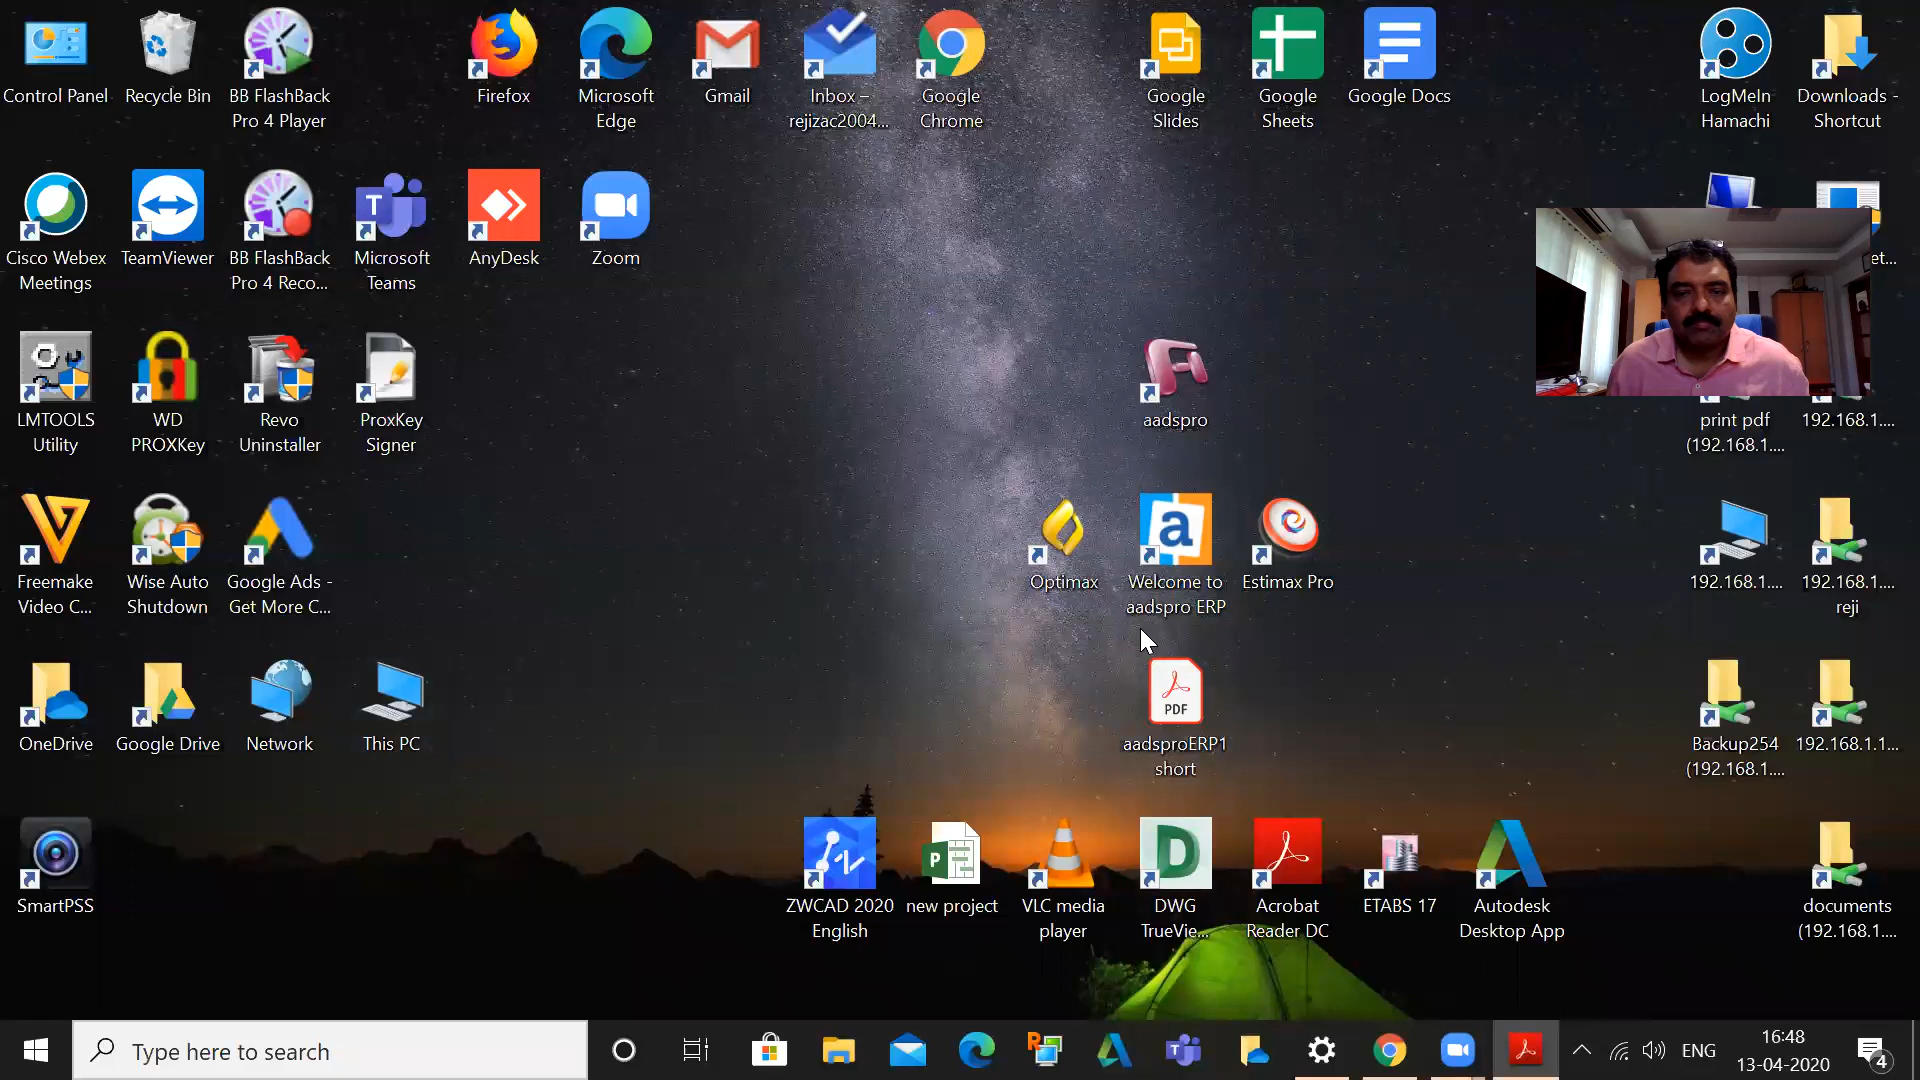 Control Panel
Recycle Bin
BB FlashBack
Pro 4 Player
Firefox
Microsoft
Edge
Gmail
Inbox –
rejizac2004...
Google
Chrome
Google
Slides
Google
Sheets
Google Docs
LogMeIn
Hamachi
Downloads -
Shortcut
Cisco Webex
Meetings
TeamViewer
BB FlashBack
Pro 4 Reco...
Microsoft
Teams
AnyDesk
Zoom
et...
LMTOOLS
Utility
WD
PROXKey
Revo
Uninstaller
ProxKey
Signer
aadspro
print pdf
(192.168.1....
192.168.1....
Freemake
Video C...
Wise Auto
Shutdown
Google Ads -
Get More C...
Optimax
a
Welcome to
aadspro ERP
Estimax Pro
192.168.1....
192.168.1....
reji
OneDrive
Google Drive
Network
This PC
PDF
aadsproERP1
short
Backup254
(192.168.1....
192.168.1.1...
SmartPSS
ZWCAD 2020
English
new project
VLC media
player
DWG
TrueVie...
Acrobat
Reader DC
ETABS 17
Autodesk
Desktop App
documents
(192.168.1....
Type here to search
ENG
16:48
13-04-2020
4